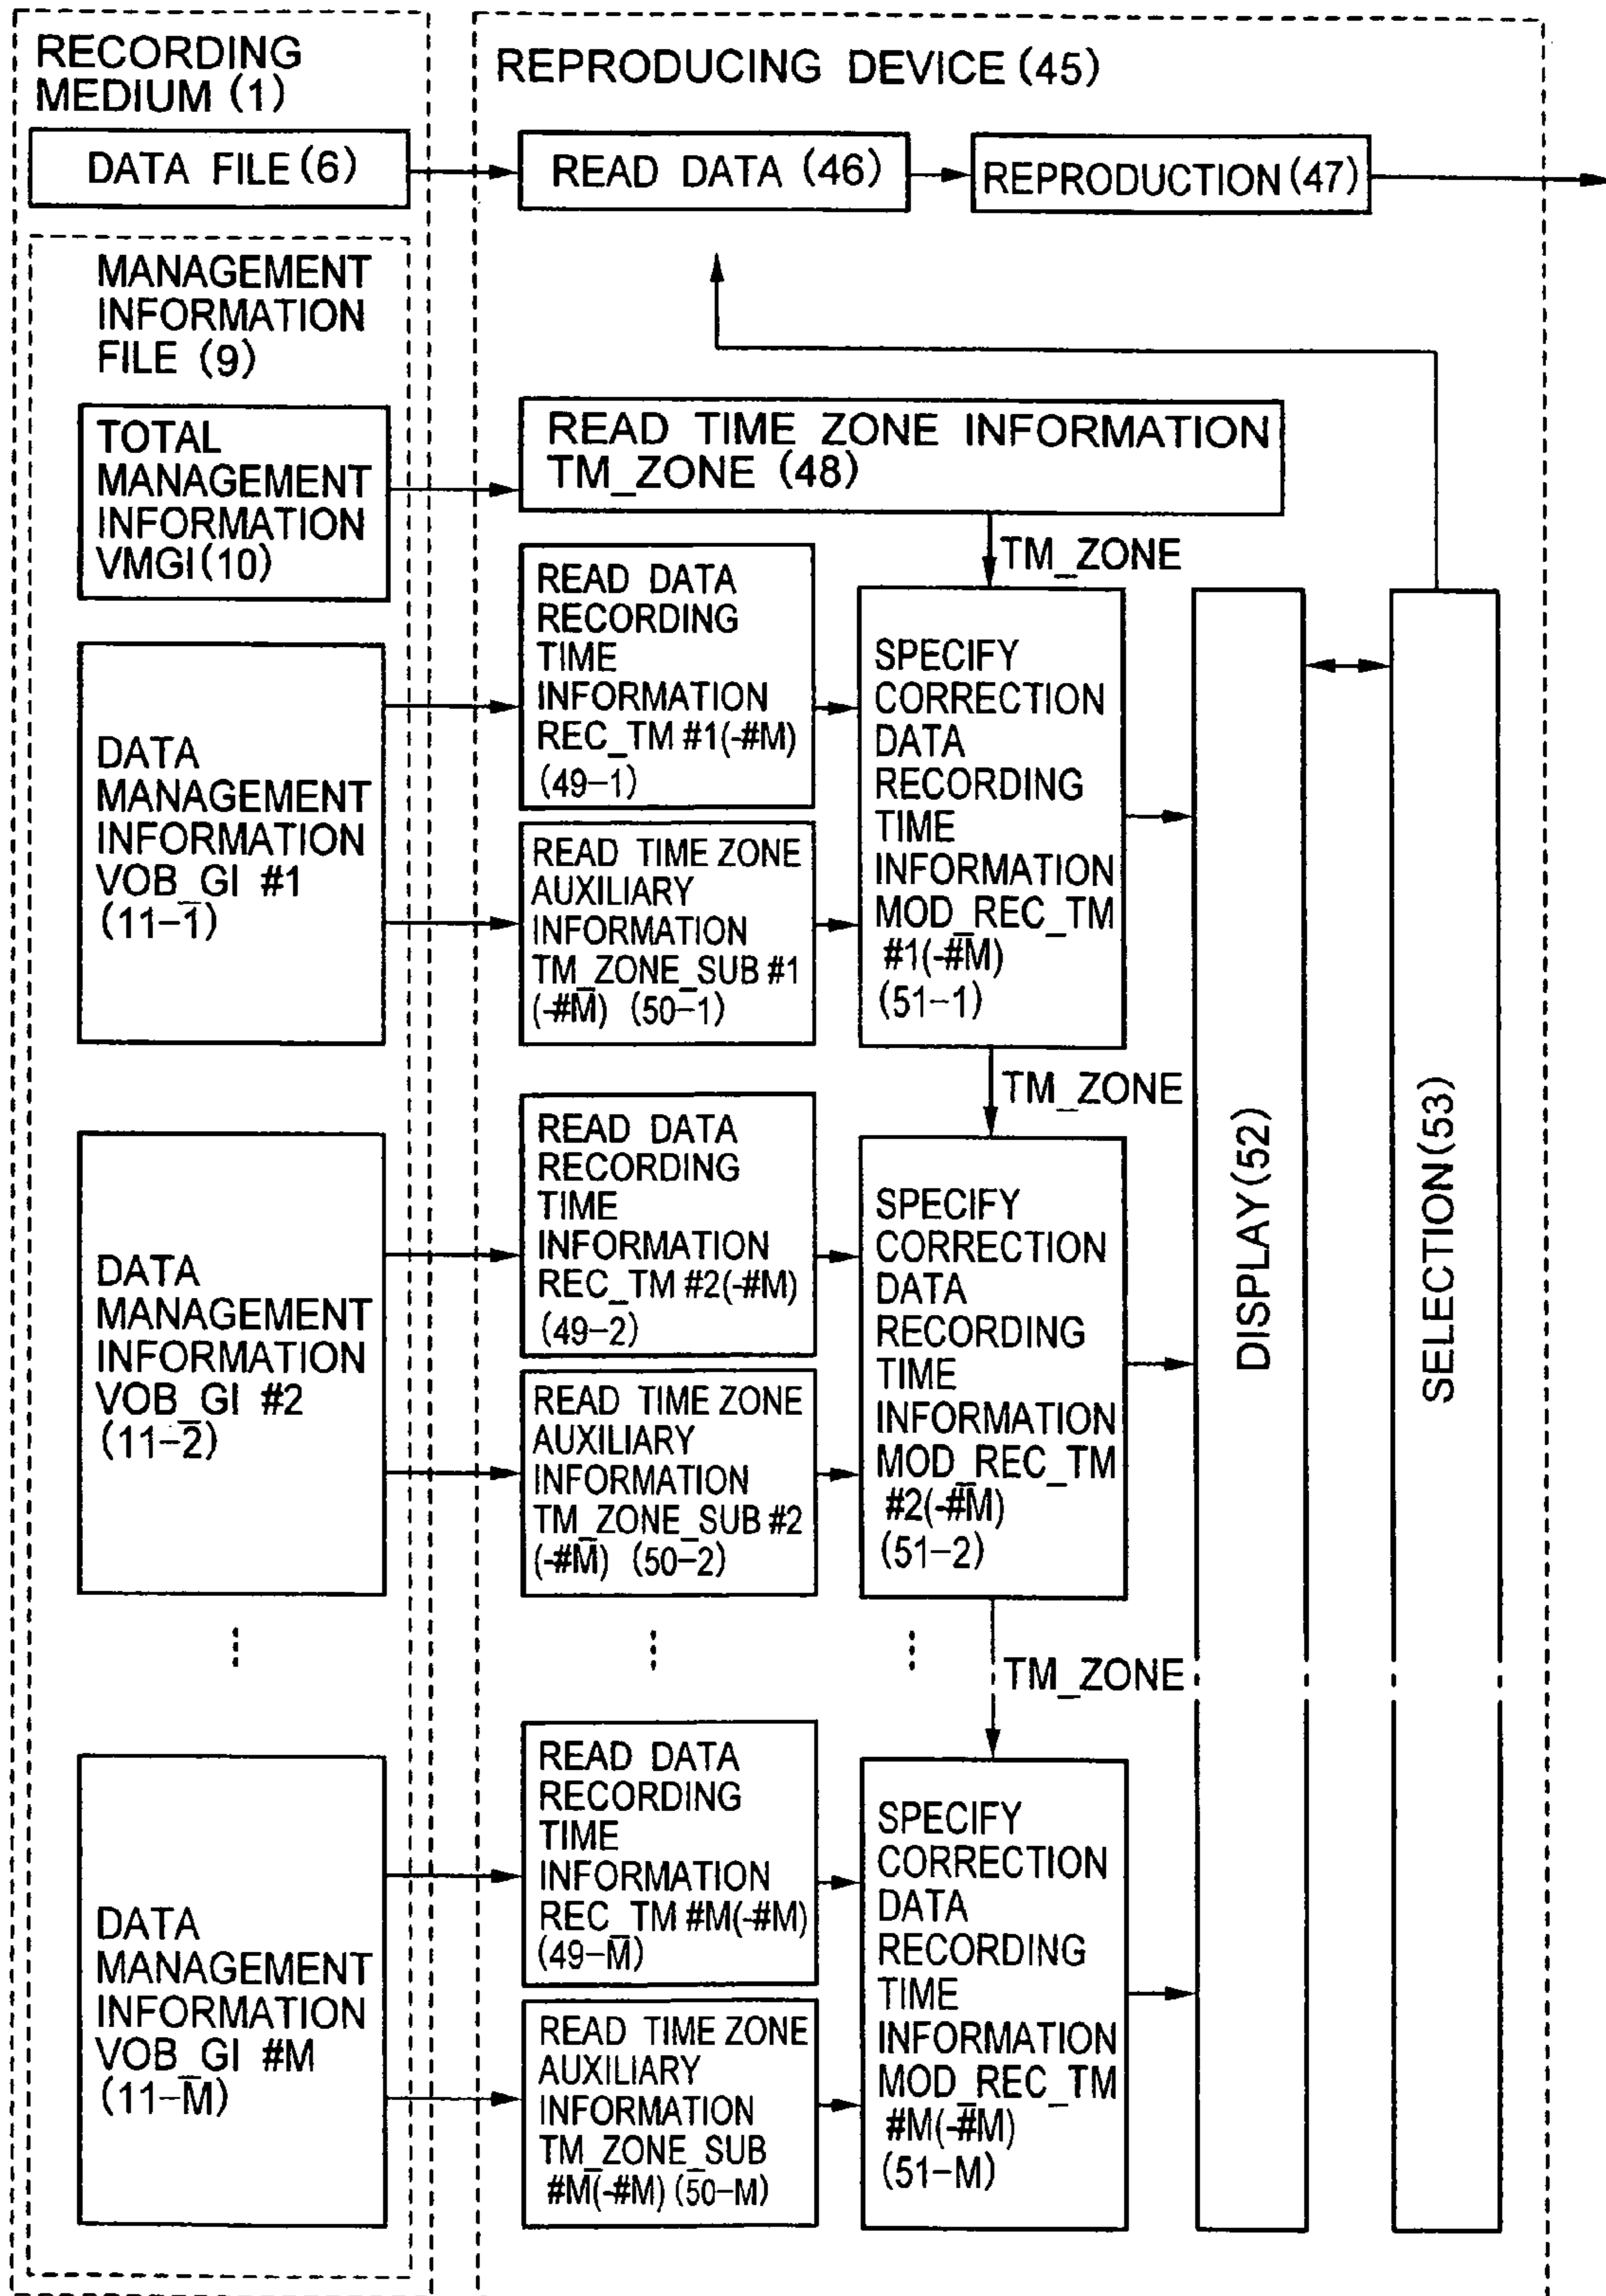 RECORDING
MEDIUM (1)
DATA FILE (6)
MANAGEMENT
INFORMATION
FILE (9)
TOTAL
MANAGEMENT
INFORMATION
VMGI (10)
DATA
MANAGEMENT
INFORMATION
VOB_GI #1
(11-1)
DATA
MANAGEMENT
INFORMATION
VOB_GI #2
(11-2)
DATA
MANAGEMENT
INFORMATION
VOB_GI #M
(11-M)
REPRODUCING DEVICE (45)
READ DATA (46)
REPRODUCTION (47)
READ TIME ZONE INFORMATION
TM_ZONE (48)
TM_ZONE
READ DATA
RECORDING
TIME
INFORMATION
REC_TM #1(-#M)
(49-1)
READ TIME ZONE
AUXILIARY
INFORMATION
TM_ZONE_SUB #1
(-#M) (50-1)
SPECIFY
CORRECTION
DATA
RECORDING
TIME
INFORMATION
MOD_REC_TM
#1(-#M)
(51-1)
TM_ZONE
READ DATA
RECORDING
TIME
INFORMATION
REC_TM #2(-#M)
(49-2)
READ TIME ZONE
AUXILIARY
INFORMATION
TM_ZONE_SUB #2
(-#M) (50-2)
SPECIFY
CORRECTION
DATA
RECORDING
TIME
INFORMATION
MOD_REC_TM
#2(-#M)
(51-2)
TM_ZONE
READ DATA
RECORDING
TIME
INFORMATION
REC_TM #M(-#M)
(49-M)
READ TIME ZONE
AUXILIARY
INFORMATION
TM_ZONE_SUB
#M(-#M) (50-M)
SPECIFY
CORRECTION
DATA
RECORDING
TIME
INFORMATION
MOD_REC_TM
#M(-#M)
(51-M)
DISPLAY (52)
SELECTION (53)